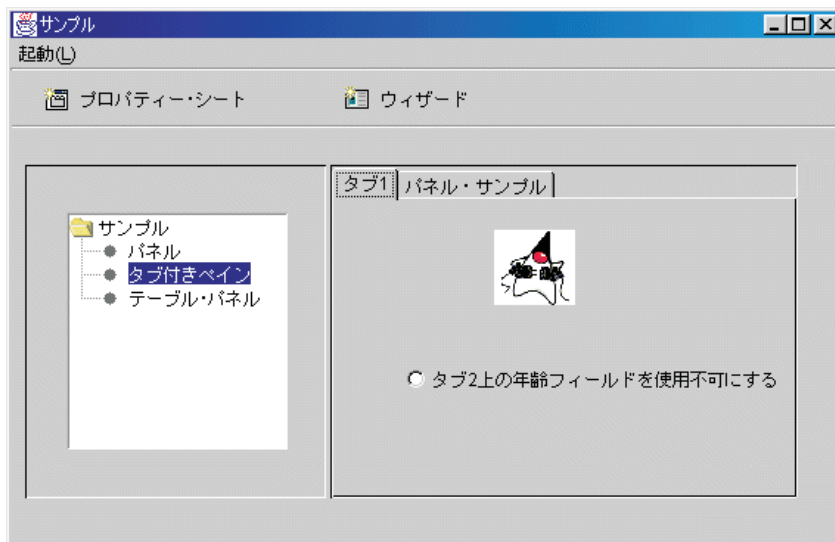 サンプル
起動(L)
プロパティー・シート
ウィザード
サンプル
パネル
タブ付きペイン
テーブル・パネル
タブ1
パネル・サンプル
タブ2上の年齢フィールドを使用不可にする